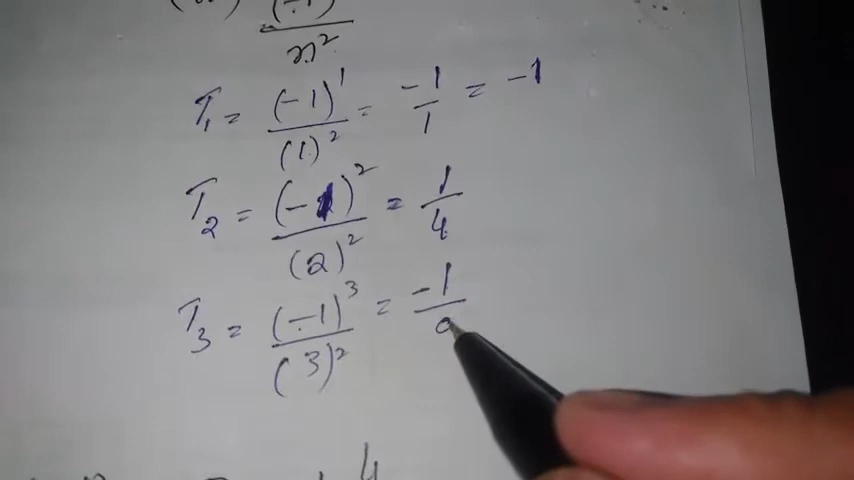 (-1)
n²
T₁ = (-1)¹/(1)² = -1/1 = -1
T₂ = (-1)²/(2)² = 1/4
T₃ = (-1)³/(3)² = -1/